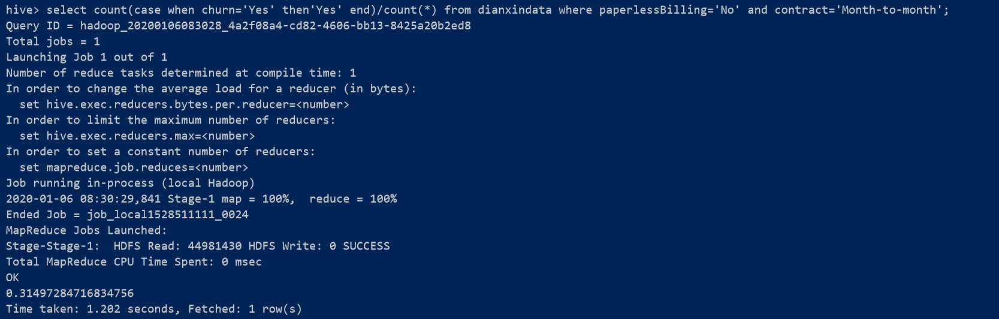 hive> select count(case when churn='Yes' then'Yes' end)/count(*) from dianxindata where paperlessBilling='No' and contract='Month-to-month';
Query ID = hadoop_20200106083028_4a2f08a4-cd82-4606-bb13-8425a20b2ed8
Total jobs = 1
Launching Job 1 out of 1
Number of reduce tasks determined at compile time: 1
In order to change the average load for a reducer (in bytes):
  set hive.exec.reducers.bytes.per.reducer=<number>
In order to limit the maximum number of reducers:
  set hive.exec.reducers.max=<number>
In order to set a constant number of reducers:
  set mapreduce.job.reduces=<number>
Job running in-process (local Hadoop)
2020-01-06 08:30:29,841 Stage-1 map = 100%,  reduce = 100%
Ended Job = job_local1528511111_0024
MapReduce Jobs Launched:
Stage-Stage-1:  HDFS Read: 44981430 HDFS Write: 0 SUCCESS
Total MapReduce CPU Time Spent: 0 msec
OK
0.31497284716834756
Time taken: 1.202 seconds, Fetched: 1 row(s)